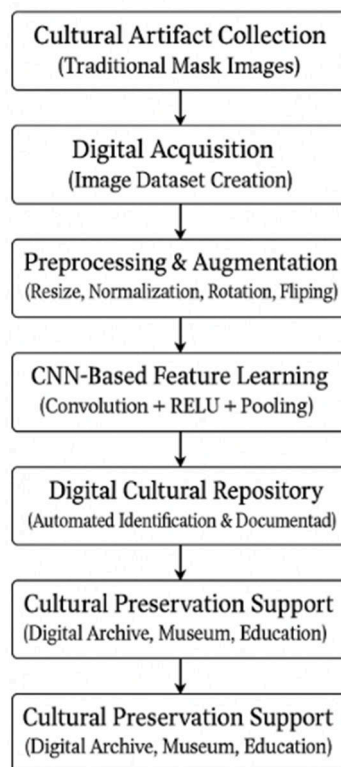 Cultural Artifact Collection
(Traditional Mask Images)
Digital Acquisition
(Image Dataset Creation)
Preprocessing & Augmentation
(Resize, Normalization, Rotation, Fliping)
CNN-Based Feature Learning
(Convolution + RELU + Pooling)
Digital Cultural Repository
(Automated Identification & Documentad)
Cultural Preservation Support
(Digital Archive, Museum, Education)
Cultural Preservation Support
(Digital Archive, Museum, Education)